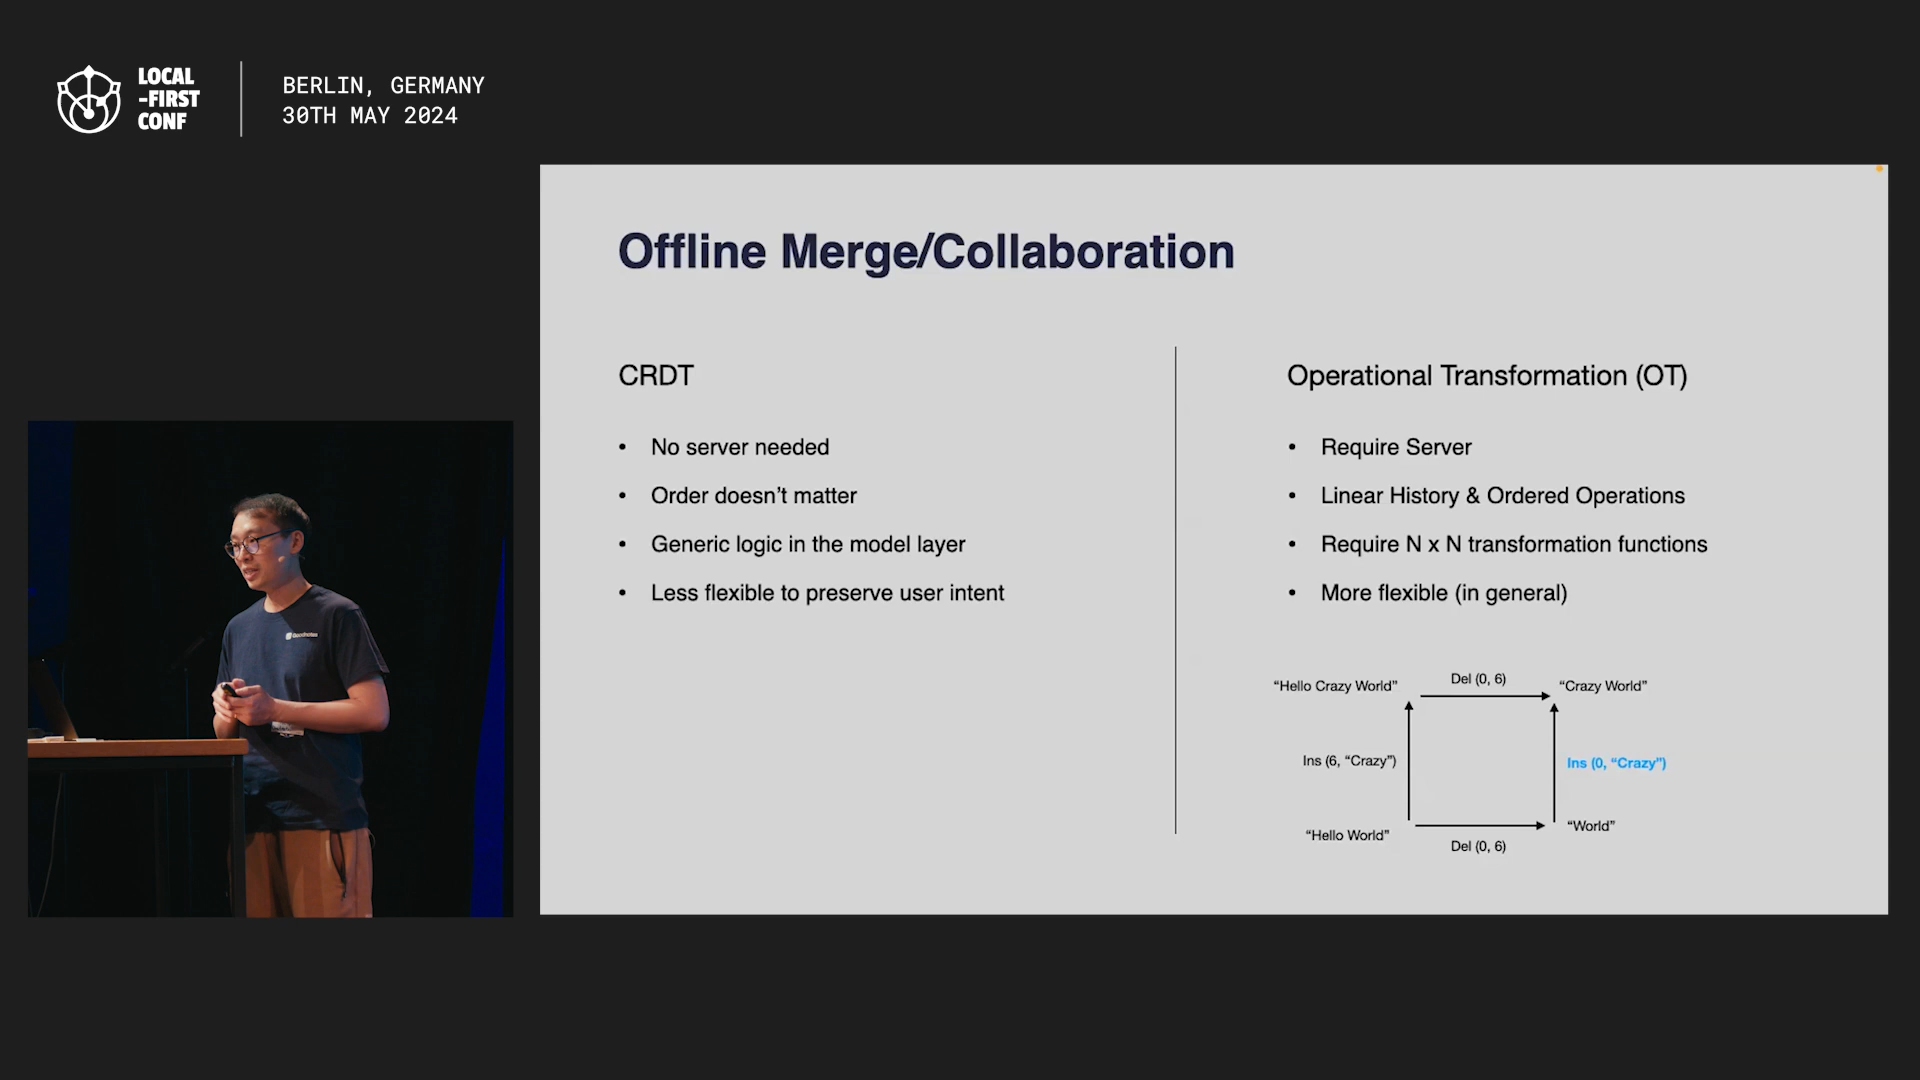 LOCAL
-FIRST
CONF
BERLIN, GERMANY
30TH MAY 2024
Offline Merge/Collaboration
CRDT
• No server needed
• Order doesn’t matter
• Generic logic in the model layer
• Less flexible to preserve user intent
Operational Transformation (OT)
• Require Server
• Linear History & Ordered Operations
• Require N x N transformation functions
• More flexible (in general)
“Hello Crazy World”
Del (0, 6)
“Crazy World”
Ins (6, “Crazy”)
Ins (0, “Crazy”)
“Hello World”
Del (0, 6)
“World”
Goodnotes